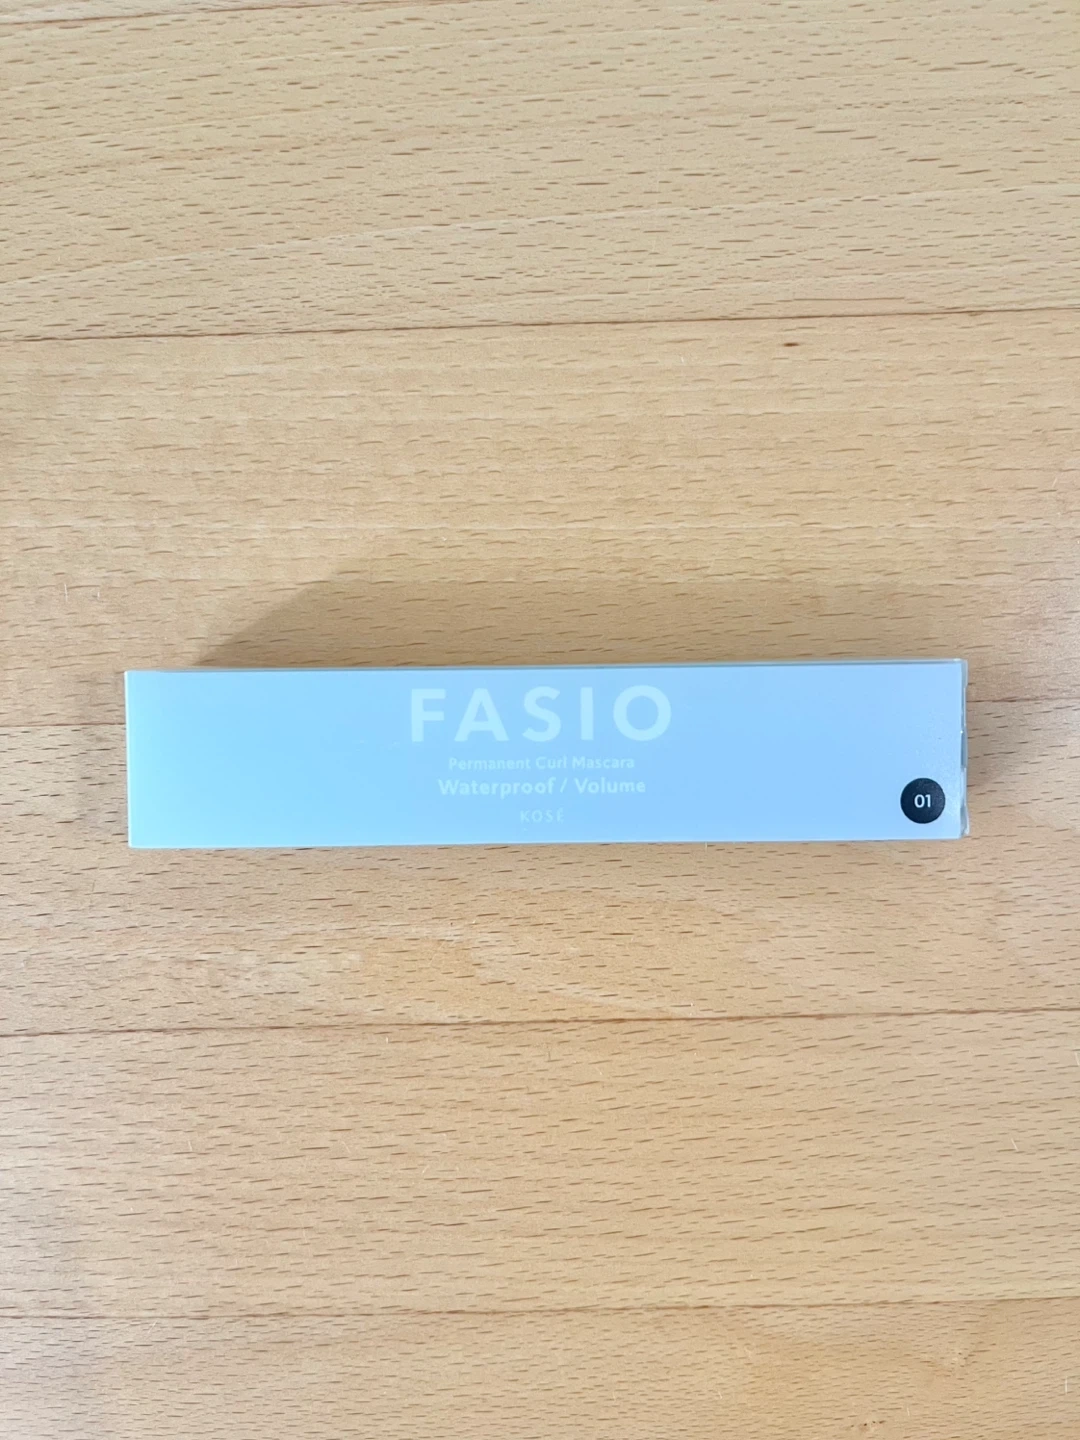 FASIO
Permanent Curl Mascara
Waterproof / Volume
KOSÉ
01